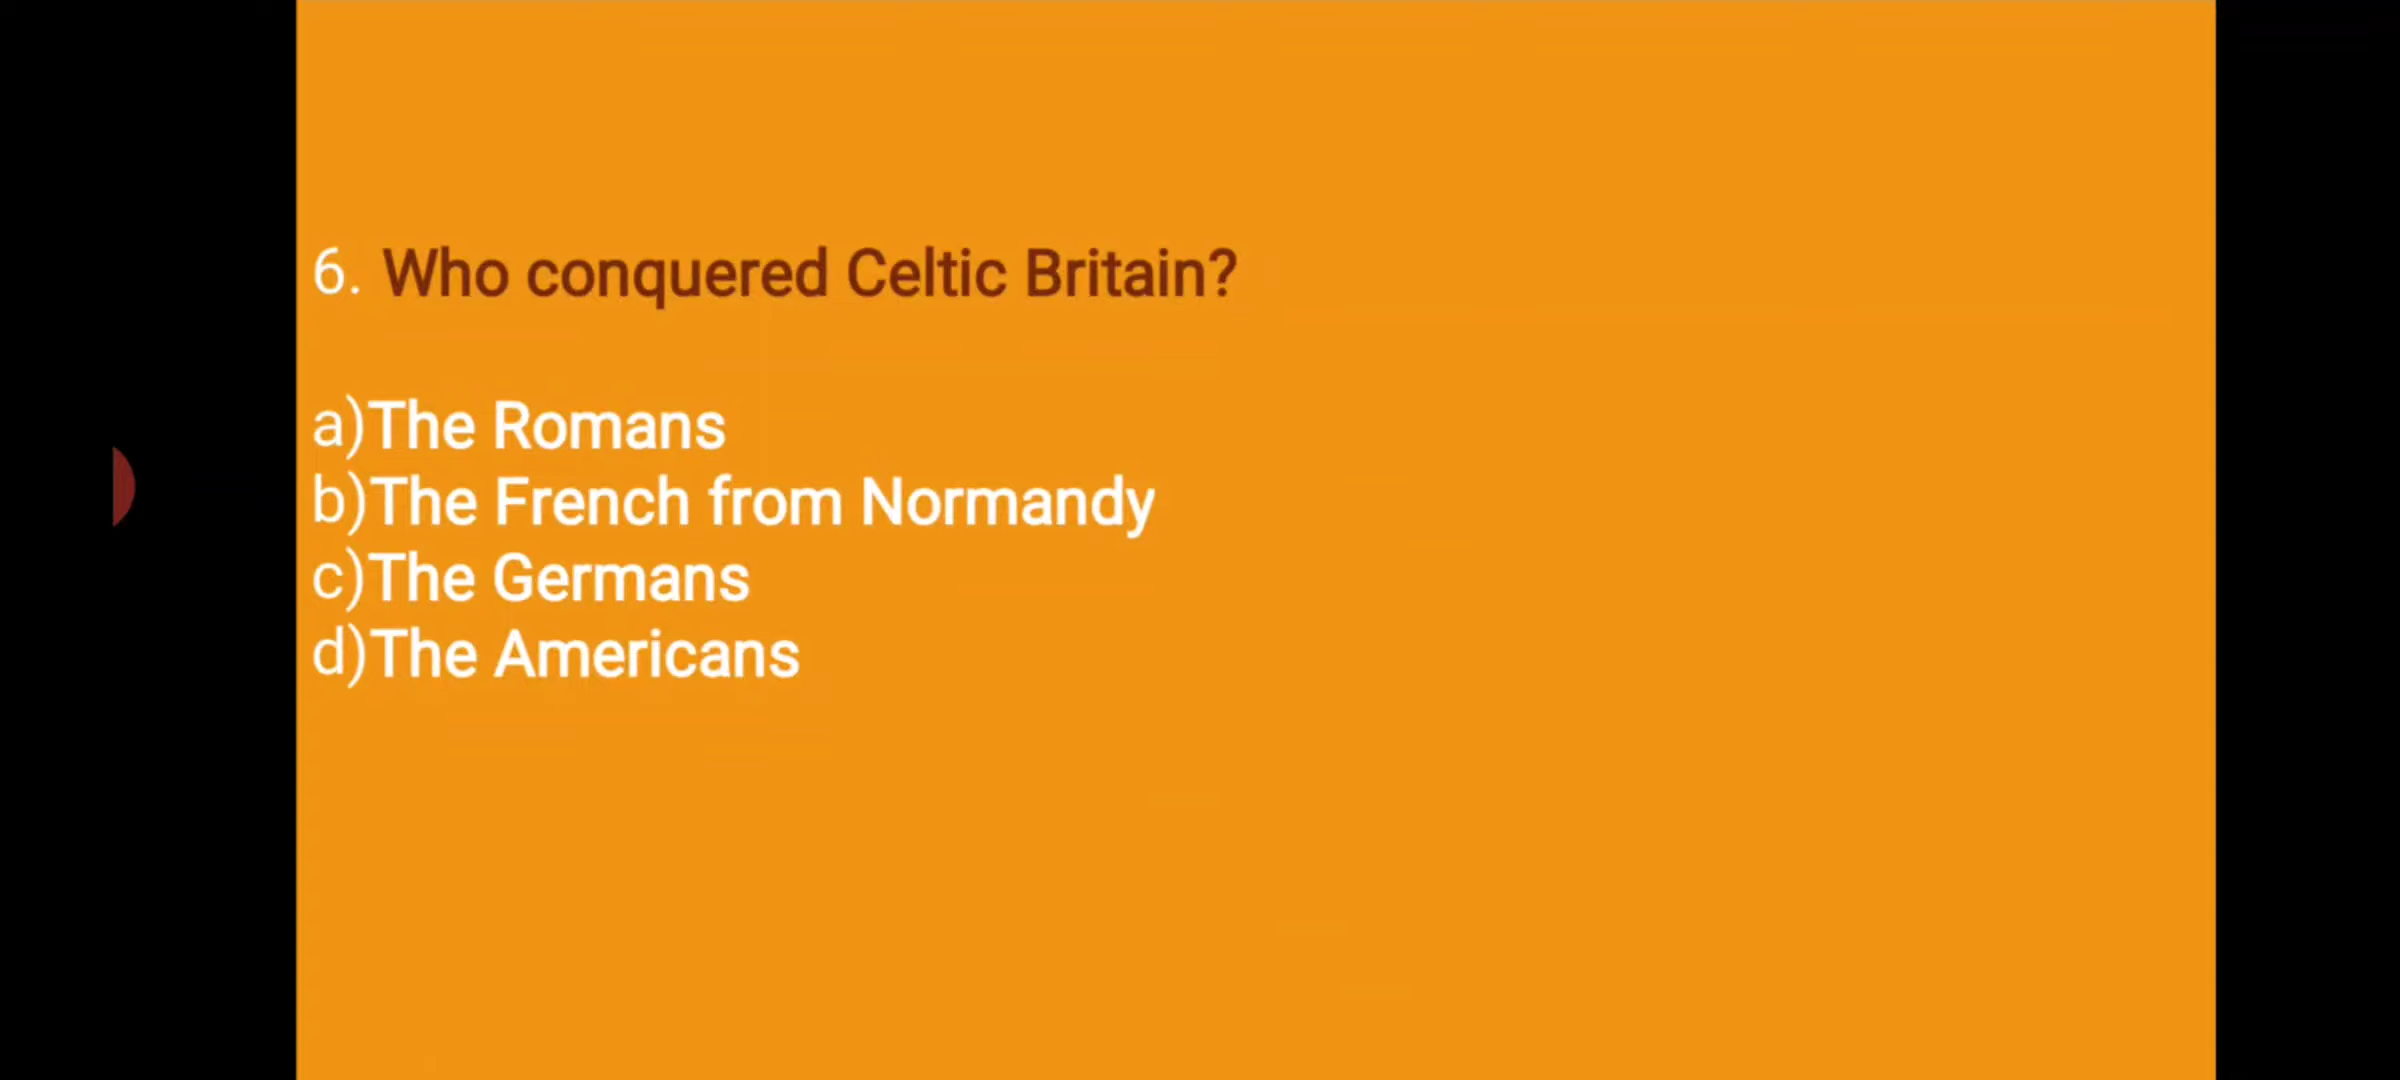 6. Who conquered Celtic Britain?
a)The Romans
b)The French from Normandy
c)The Germans
d)The Americans